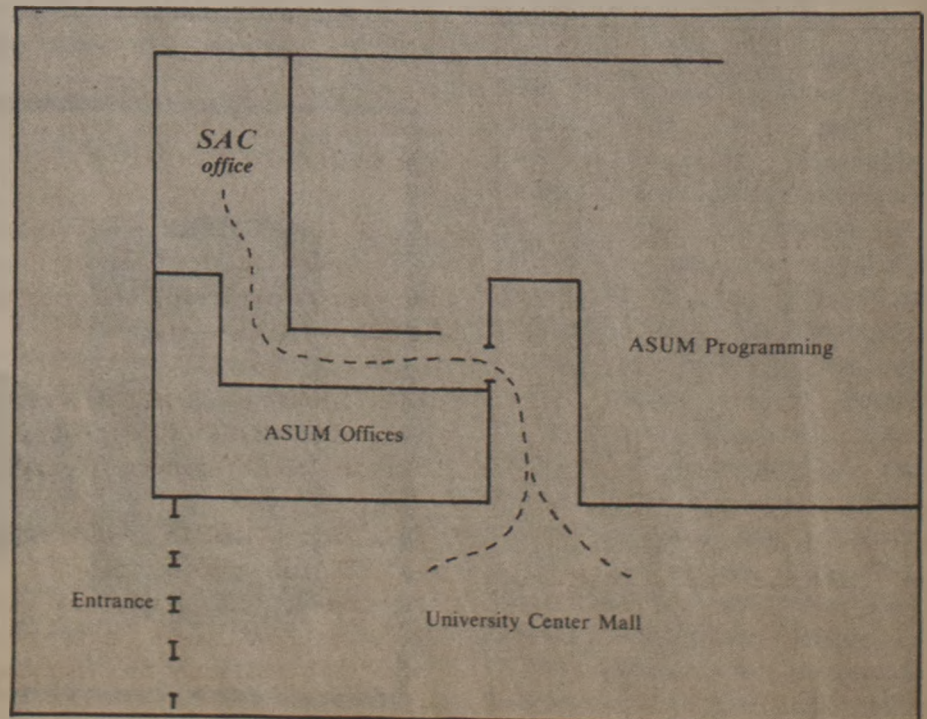 SAC
office
ASUM Programming
ASUM Offices
Entrance
University Center Mall